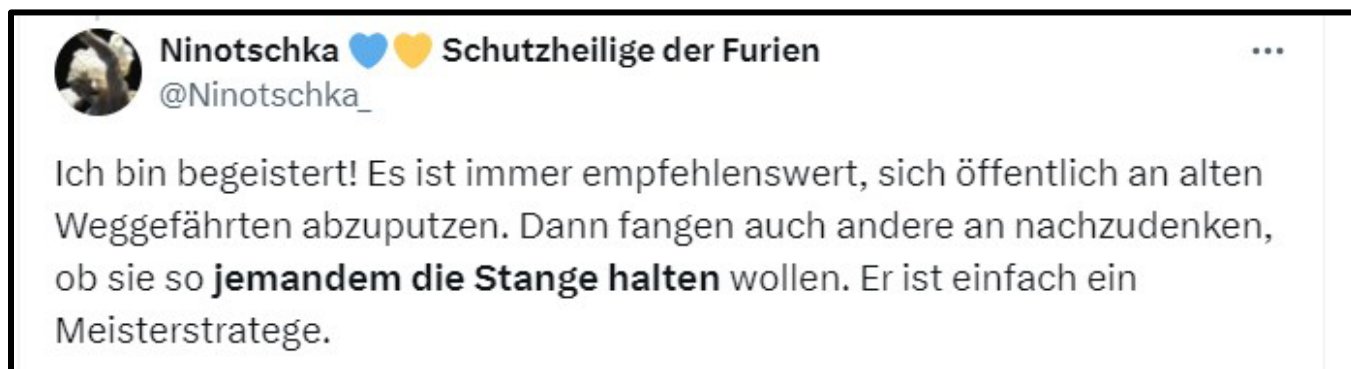 Ninotschka 💙💛 Schutzheilige der Furien
@Ninotschka_
Ich bin begeistert! Es ist immer empfehlenswert, sich öffentlich an alten
Weggefährten abzuputzen. Dann fangen auch andere an nachzudenken,
ob sie so jemandem die Stange halten wollen. Er ist einfach ein
Meisterstratege.